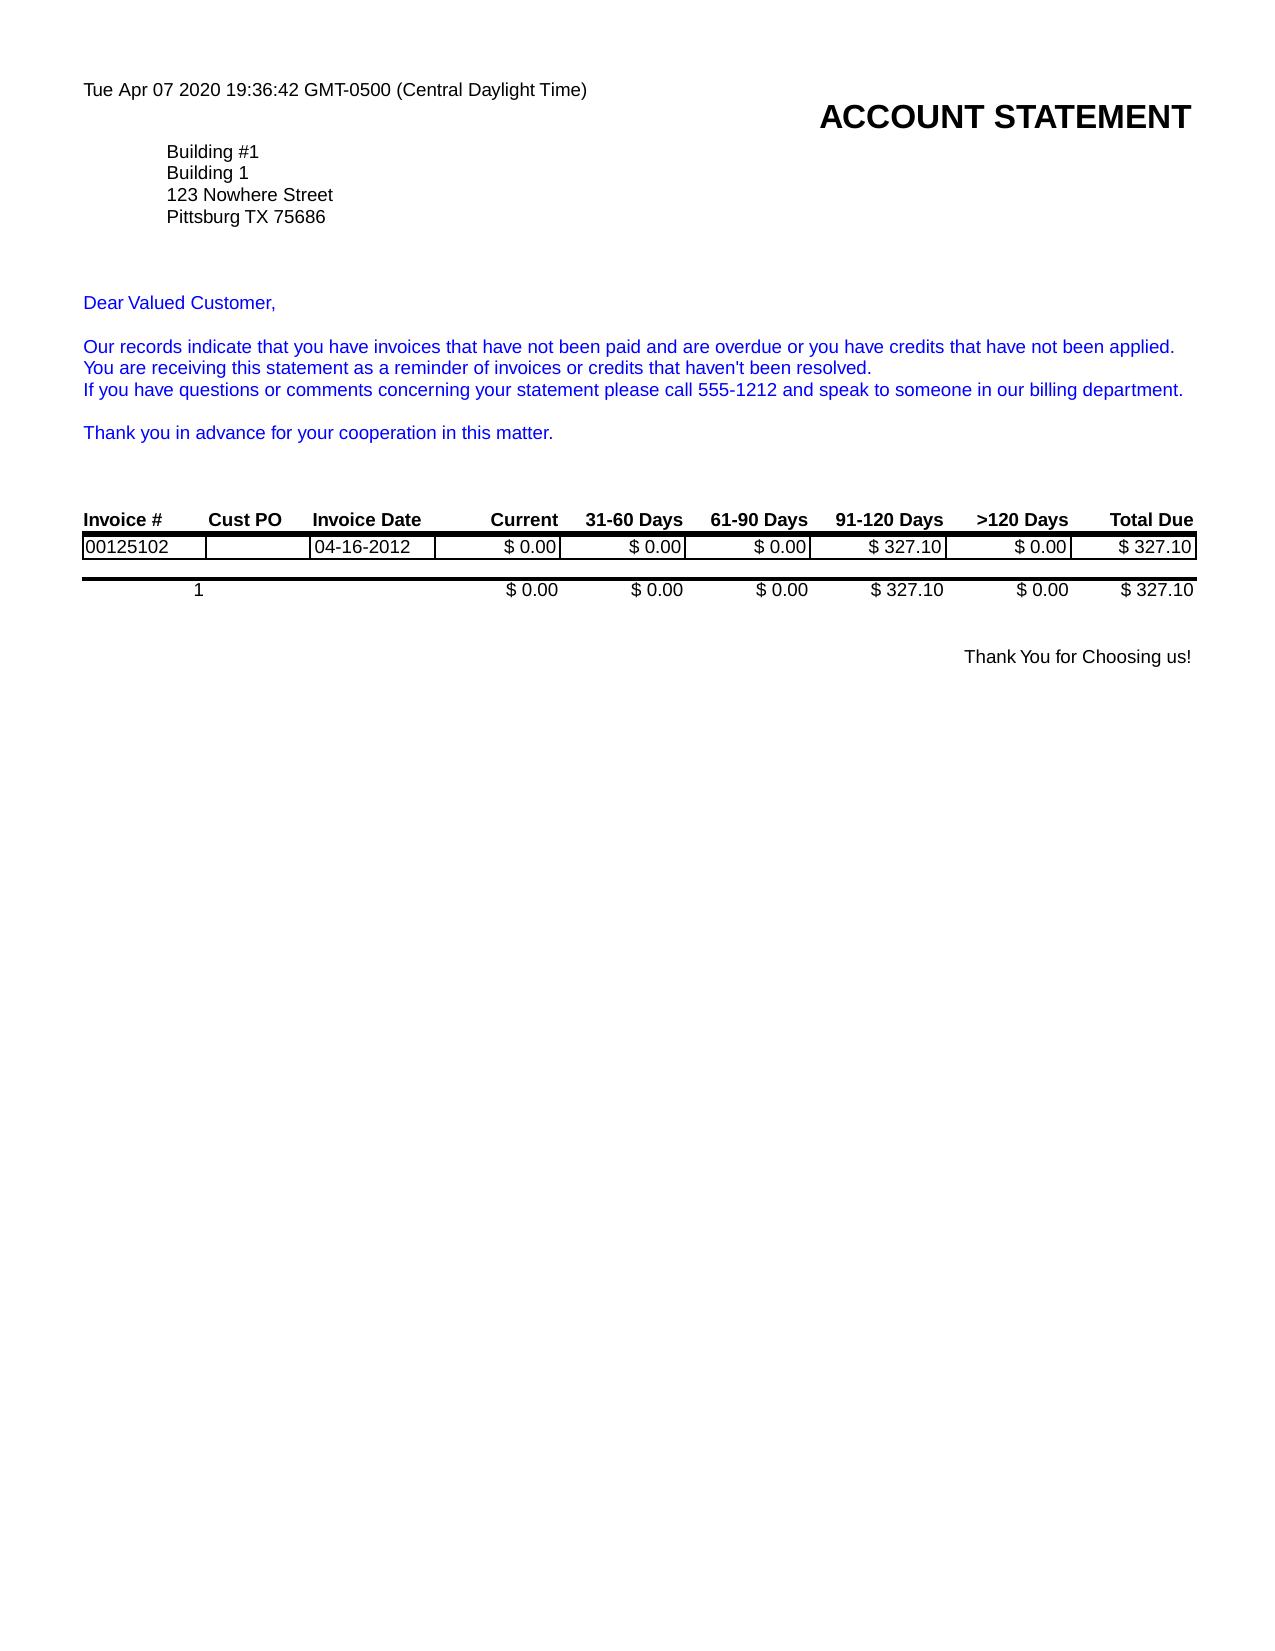 Tue Apr 07 2020 19:36:42 GMT-0500 (Central Daylight Time)
ACCOUNT STATEMENT
Building #1
Building 1
123 Nowhere Street
Pittsburg TX 75686
Dear Valued Customer,
Our records indicate that you have invoices that have not been paid and are overdue or you have credits that have not been applied.
You are receiving this statement as a reminder of invoices or credits that haven't been resolved.
If you have questions or comments concerning your statement please call 555-1212 and speak to someone in our billing department.
Thank you in advance for your cooperation in this matter.
Invoice # Cust PO Invoice Date Current 31-60 Days 61-90 Days 91-120 Days >120 Days Total Due
00125102 04-16-2012 $ 0.00 $ 0.00 $ 0.00 $ 327.10 $ 0.00 $ 327.10
1 $ 0.00 $ 0.00 $ 0.00 $ 327.10 $ 0.00 $ 327.10
Thank You for Choosing us!